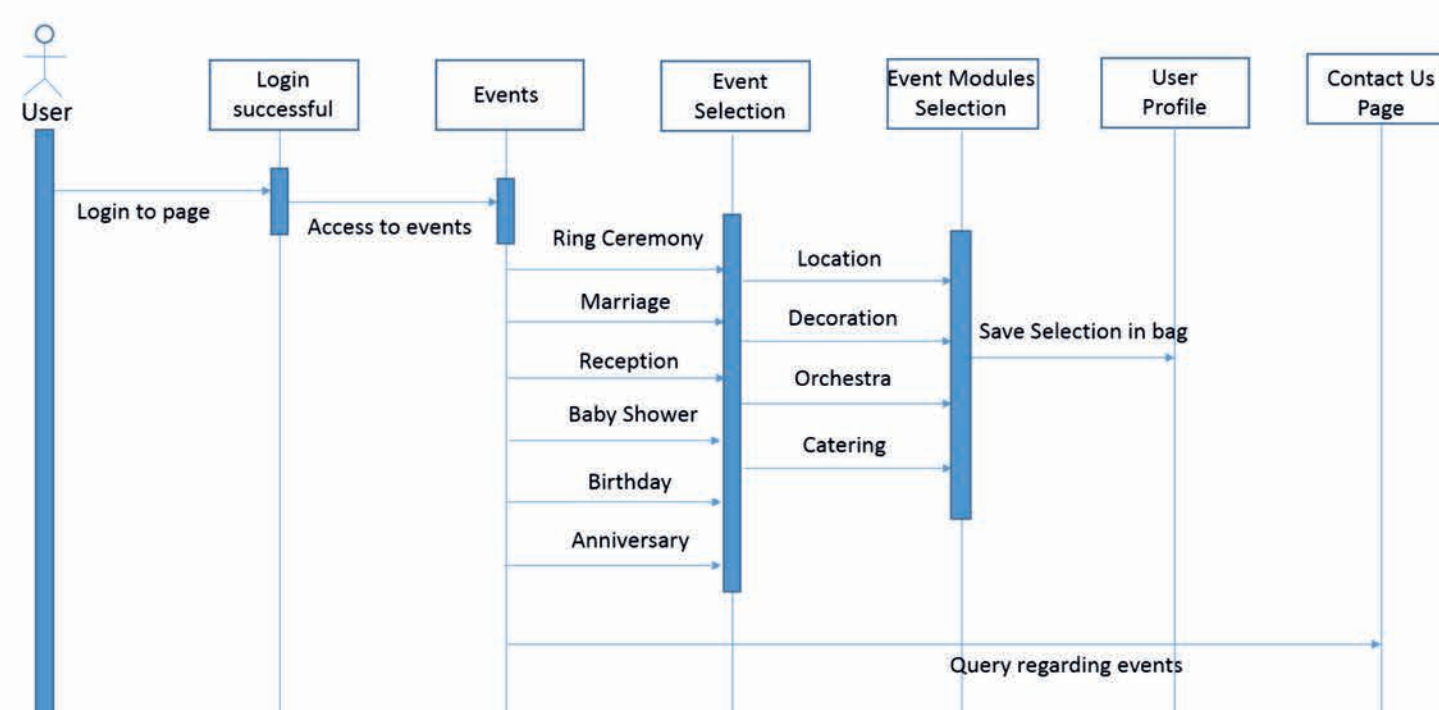 User
Login
successful
Events
Event
Selection
Event Modules
Selection
User
Profile
Contact Us
Page
Login to page
Access to events
Ring Ceremony
Marriage
Reception
Baby Shower
Birthday
Anniversary
Location
Decoration
Orchestra
Catering
Save Selection in bag
Query regarding events